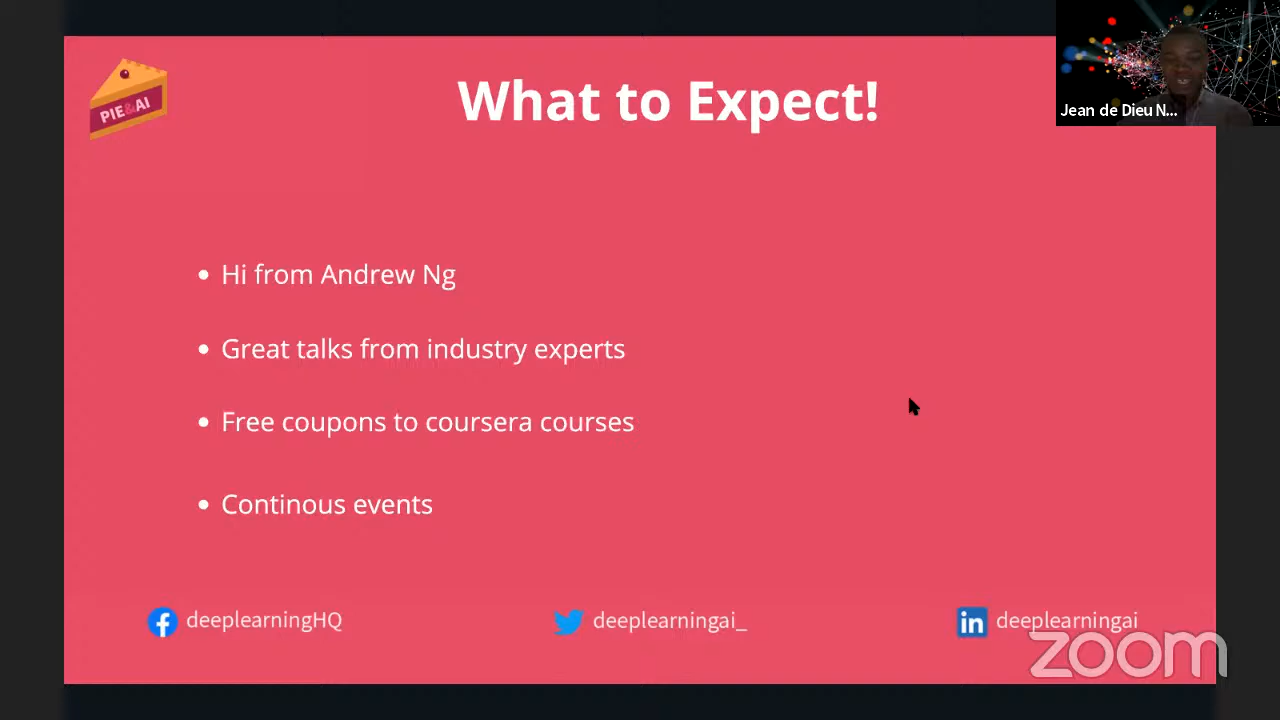 PIE&AI
What to Expect!
Jean de Dieu N...
• Hi from Andrew Ng
• Great talks from industry experts
• Free coupons to coursera courses
• Continous events
deeplearningHQ
deeplearningai_
deeplearningai
zoom